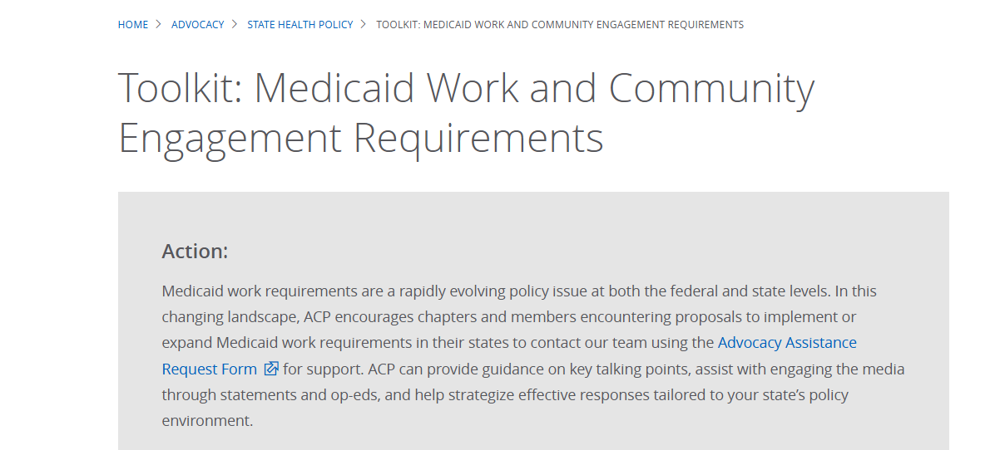 HOME > ADVOCACY > STATE HEALTH POLICY > TOOLKIT: MEDICAID WORK AND COMMUNITY ENGAGEMENT REQUIREMENTS
Toolkit: Medicaid Work and Community
Engagement Requirements
Action:
Medicaid work requirements are a rapidly evolving policy issue at both the federal and state levels. In this
changing landscape, ACP encourages chapters and members encountering proposals to implement or
expand Medicaid work requirements in their states to contact our team using the Advocacy Assistance
Request Form for support. ACP can provide guidance on key talking points, assist with engaging the media
through statements and op-eds, and help strategize effective responses tailored to your state’s policy
environment.